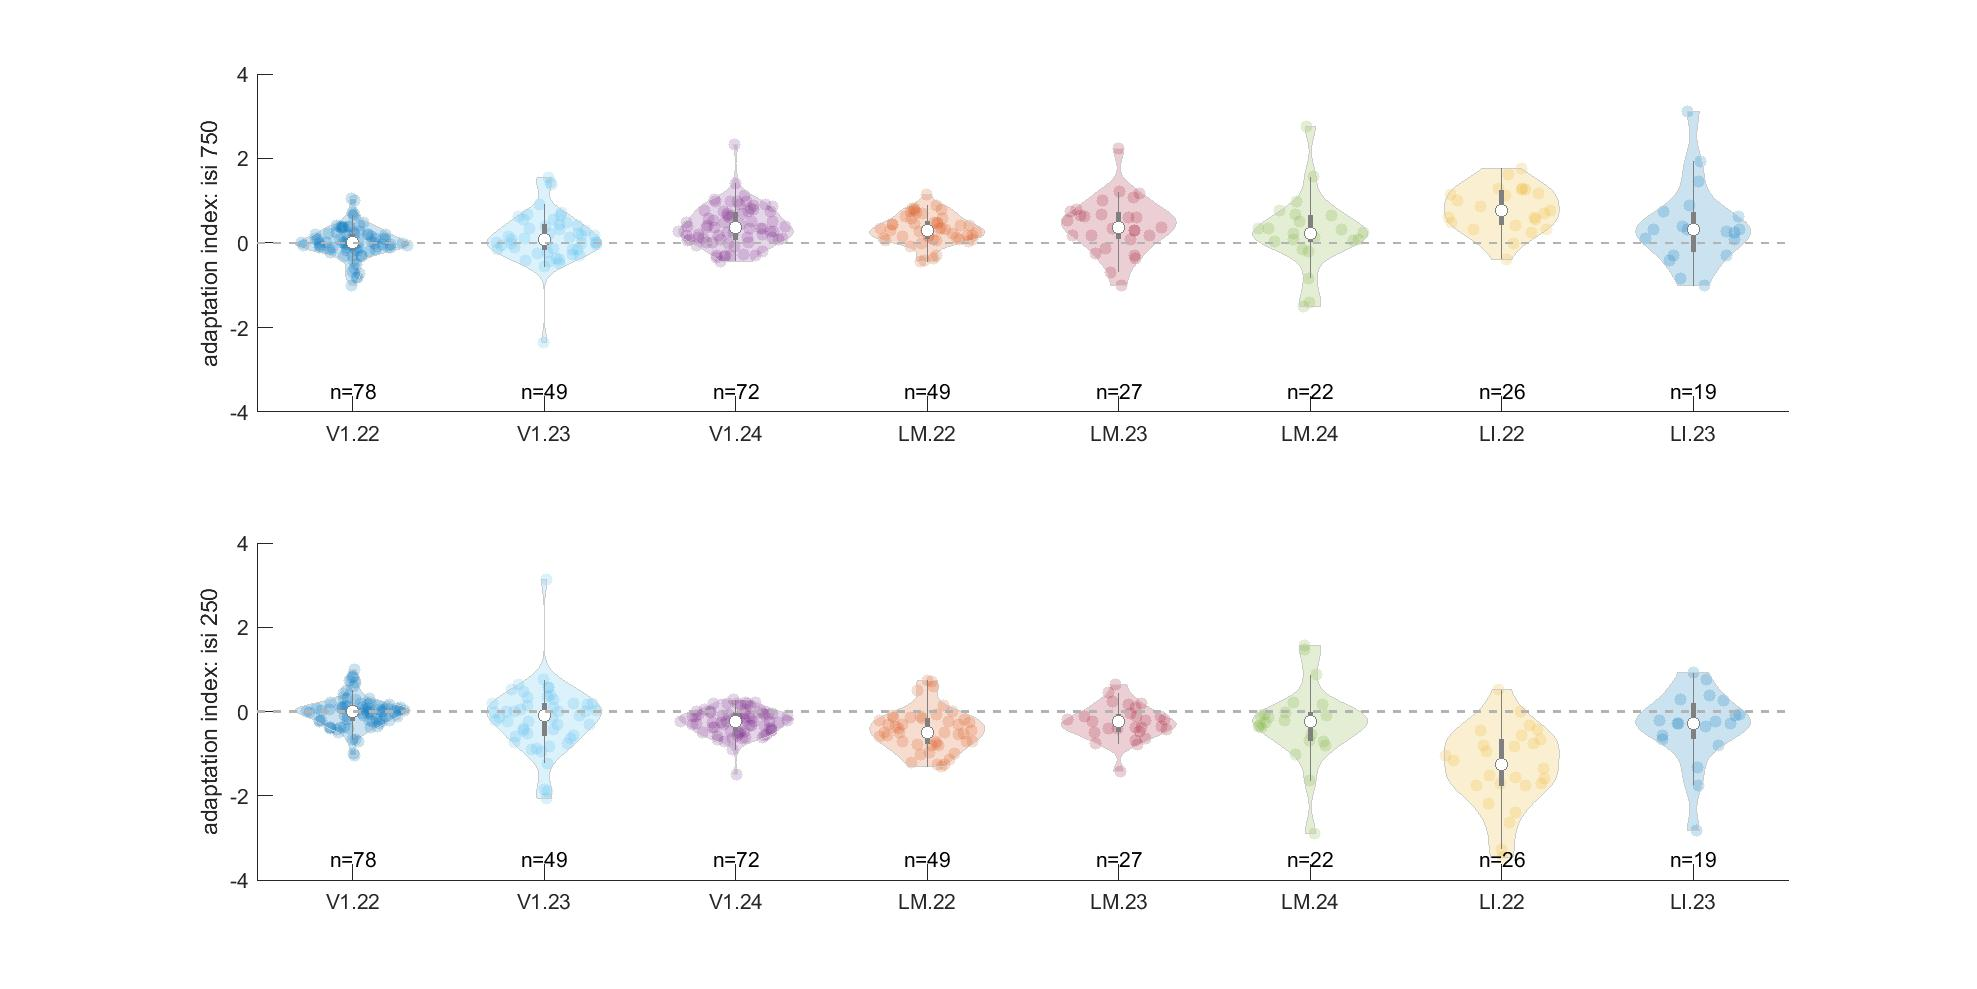 4
2
0
-2
-4
adaptation index: isi 750
n=78 n=49 n=72 n=49 n=27 n=22 n=26 n=19
V1.22 V1.23 V1.24 LM.22 LM.23 LM.24 LI.22 LI.23
4
2
0
-2
-4
adaptation index: isi 250
n=78 n=49 n=72 n=49 n=27 n=22 n=26 n=19
V1.22 V1.23 V1.24 LM.22 LM.23 LM.24 LI.22 LI.23